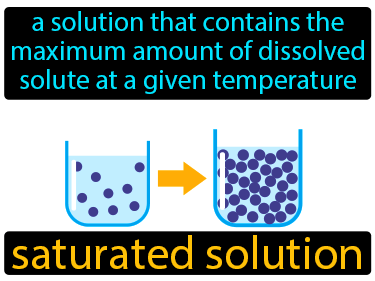 a solution that contains the
maximum amount of dissolved
solute at a given temperature
saturated solution